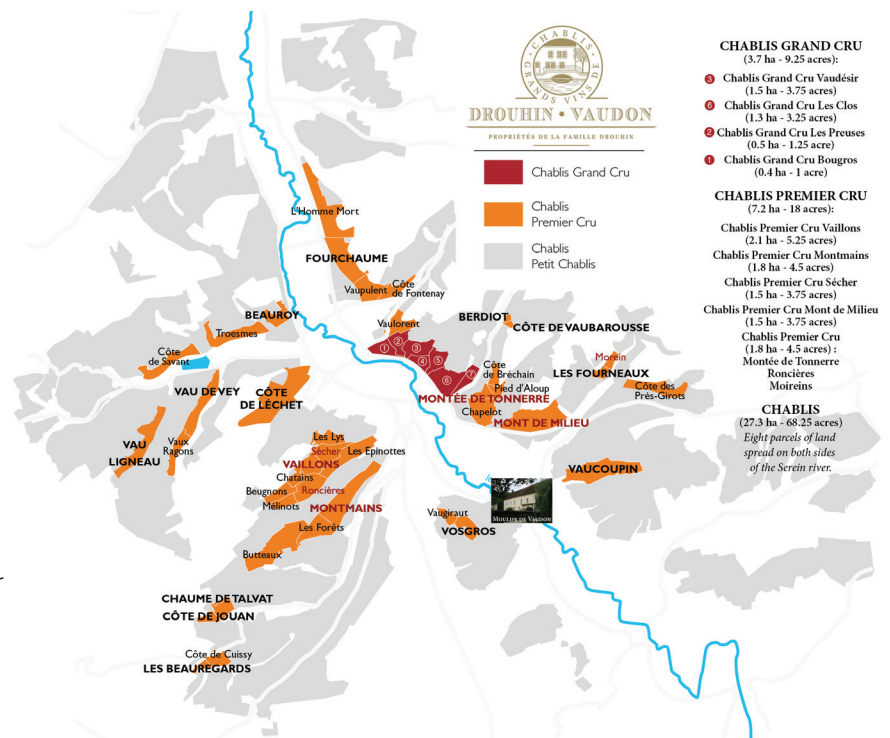 CHABLIS
GRANDS VINS DE
DROUHIN • VAUDON
PROPRIÉTÉS DE LA FAMILLE DROUHIN
Chablis Grand Cru
Chablis
Premier Cru
Chablis
Petit Chablis
CHABLIS GRAND CRU
(3.7 ha - 9.25 acres):
3 Chablis Grand Cru Vaudésir
(1.5 ha - 3.75 acres)
6 Chablis Grand Cru Les Clos
(1.3 ha - 3.25 acres)
2 Chablis Grand Cru Les Preuses
(0.5 ha - 1.25 acre)
1 Chablis Grand Cru Bougros
(0.4 ha - 1 acre)
CHABLIS PREMIER CRU
(7.2 ha - 18 acres):
Chablis Premier Cru Vaillons
(2.1 ha - 5.25 acres)
Chablis Premier Cru Montmains
(1.8 ha - 4.5 acres)
Chablis Premier Cru Sécher
(1.5 ha - 3.75 acres)
Chablis Premier Cru Mont de Milieu
(1.5 ha - 3.75 acres)
Chablis Premier Cru
(1.8 ha - 4.5 acres) :
Montée de Tonnerre
Roncières
Moireins
CHABLIS
(27.3 ha - 68.25 acres)
Eight parcels of land
spread on both sides
of the Serein river.
L'Homme Mort
FOURCHAUME
Vaupulent
Côte
de Fontenay
BEAUROY
Troesmes
Côte
de Savant
Vaulorent
BERDIOT
CÔTE DE VAUBAROUSSE
1
2
3
4
5
6
7
Côte
de Bréchain
Pied d'Aloup
MONTÉE DE TONNERRE
Chapelot
MONT DE MILIEU
Morein
LES FOURNEAUX
Côte des
Prés-Girots
VAU DE VEY
CÔTE
DE LÉCHET
VAU
LIGNEAU
Vaux
Ragons
Les Lys
Sécher
Les Epinottes
VAILLONS
Chatains
Beugnons
Roncières
Mélinots
MONTMAINS
Les Forêts
Butteaux
VAUCOUPIN
MOULON DE VAUDON
Vaugiraut
VOSGROS
CHAUME DE TALVAT
CÔTE DE JOUAN
Côte de Cuissy
LES BEAUREGARDS